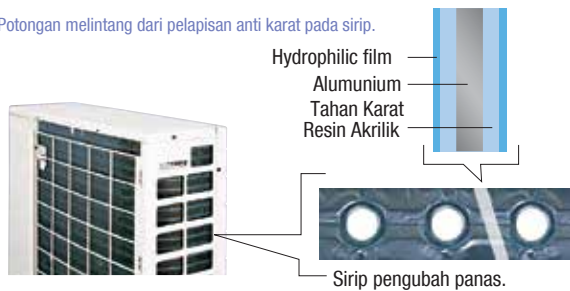 Potongan melintang dari pelapisan anti karat pada sirip.
Hydrophilic film
Alumunium
Tahan Karat
Resin Akrilik
Sirip pengubah panas.